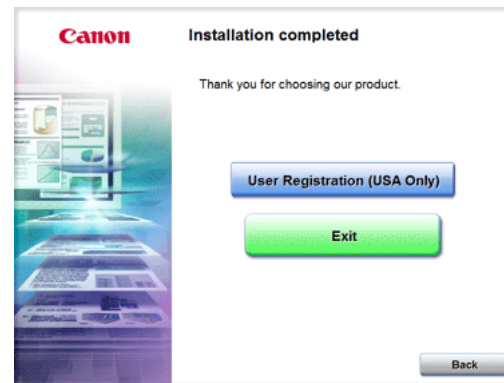 Canon
Installation completed
Thank you for choosing our product.
User Registration (USA Only)
Exit
Back